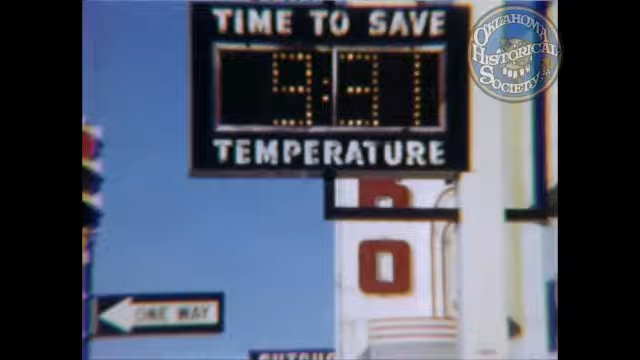 TIME TO SAVE
9:31
TEMPERATURE
O
ONE WAY
OKLAHOMA
HISTORICAL
SOCIETY